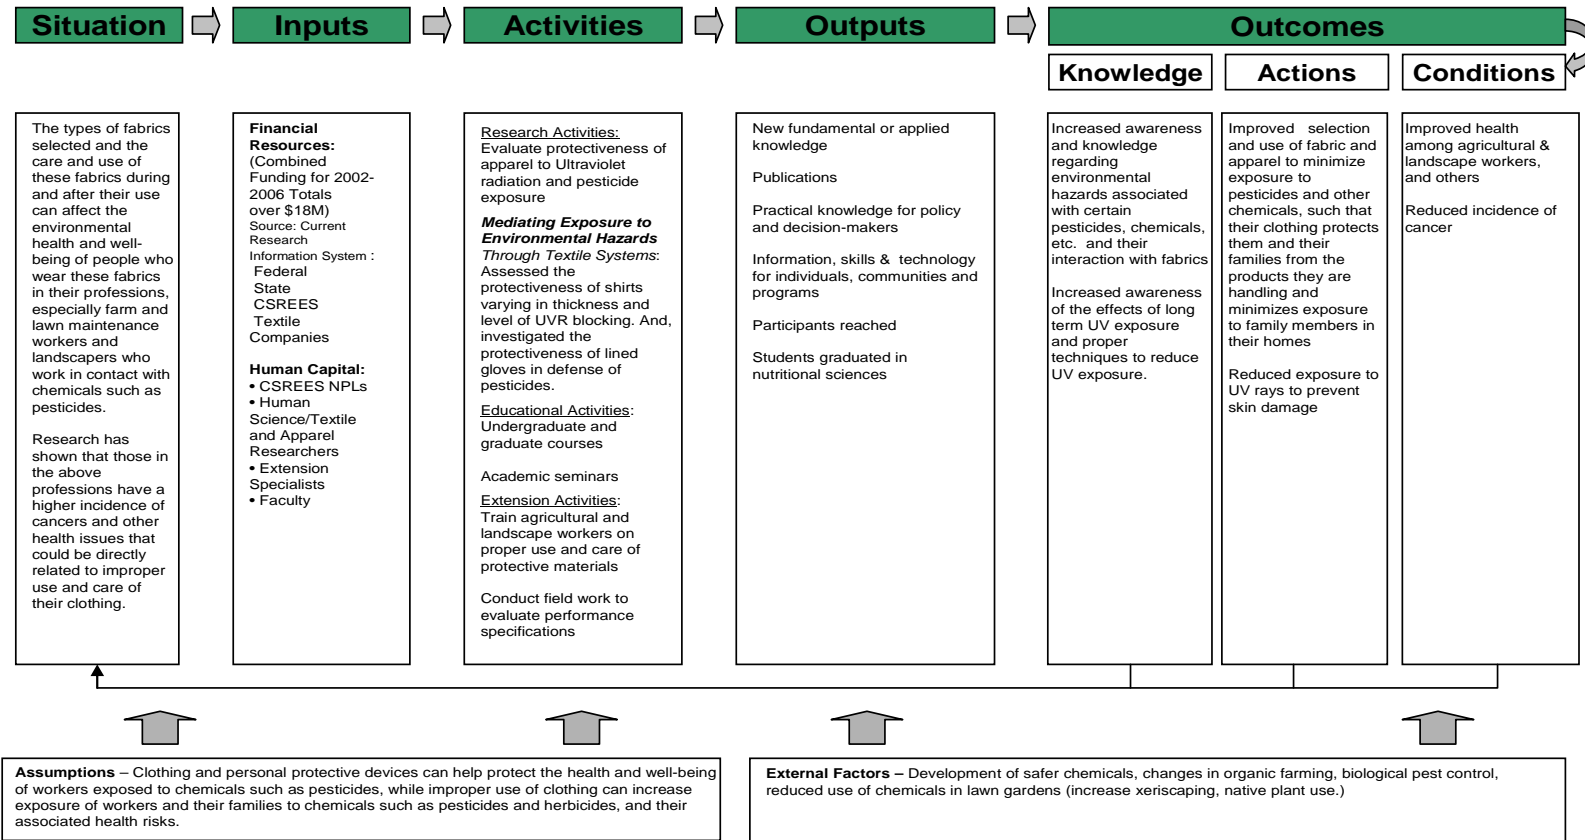 Situation
Inputs
Activities
Outputs
Outcomes
Knowledge
Actions
Conditions
The types of fabrics
selected and the
care and use of
these fabrics during
and after their use
can affect the
environmental
health and well-
being of people who
wear these fabrics
in their professions,
especially farm and
lawn maintenance
workers and
landscapers who
work in contact with
chemicals such as
pesticides.
Research has
shown that those in
the above
professions have a
higher incidence of
cancers and other
health issues that
could be directly
related to improper
use and care of
their clothing.
Financial
Resources:
(Combined
Funding for 2002-
2006 Totals
over $18M)
Source: Current
Research
Information System :
Federal
State
CSREES
Textile
Companies
Human Capital:
• CSREES NPLs
• Human
Science/Textile
and Apparel
Researchers
• Extension
Specialists
• Faculty
Research Activities:
Evaluate protectiveness of
apparel to Ultraviolet
radiation and pesticide
exposure
Mediating Exposure to
Environmental Hazards
Through Textile Systems:
Assessed the
protectiveness of shirts
varying in thickness and
level of UVR blocking. And,
investigated the
protectiveness of lined
gloves in defense of
pesticides.
Educational Activities:
Undergraduate and
graduate courses
Academic seminars
Extension Activities:
Train agricultural and
landscape workers on
proper use and care of
protective materials
Conduct field work to
evaluate performance
specifications
New fundamental or applied
knowledge
Publications
Practical knowledge for policy
and decision-makers
Information, skills & technology
for individuals, communities and
programs
Participants reached
Students graduated in
nutritional sciences
Increased awareness
and knowledge
regarding
environmental
hazards associated
with certain
pesticides, chemicals,
etc. and their
interaction with fabrics
Increased awareness
of the effects of long
term UV exposure
and proper
techniques to reduce
UV exposure.
Improved selection
and use of fabric and
apparel to minimize
exposure to
pesticides and other
chemicals, such that
their clothing protects
them and their
families from the
products they are
handling and
minimizes exposure
to family members in
their homes
Reduced exposure to
UV rays to prevent
skin damage
Improved health
among agricultural &
landscape workers,
and others
Reduced incidence of
cancer
Assumptions – Clothing and personal protective devices can help protect the health and well-being
of workers exposed to chemicals such as pesticides, while improper use of clothing can increase
exposure of workers and their families to chemicals such as pesticides and herbicides, and their
associated health risks.
External Factors – Development of safer chemicals, changes in organic farming, biological pest control,
reduced use of chemicals in lawn gardens (increase xeriscaping, native plant use.)